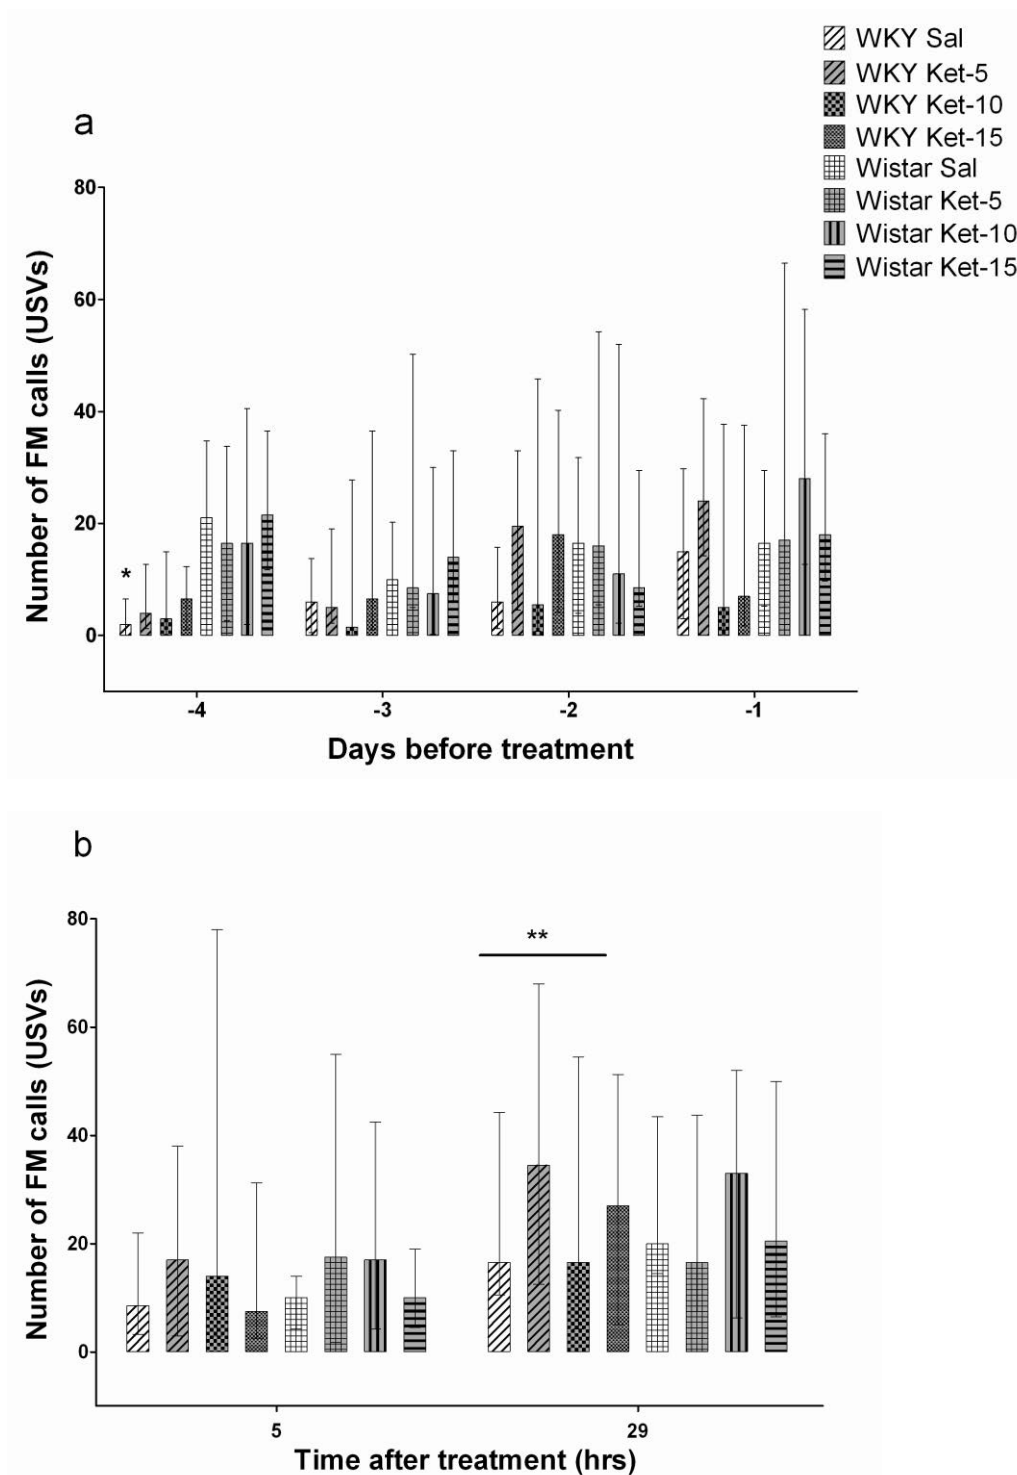 WKY Sal
WKY Ket-5
WKY Ket-10
WKY Ket-15
Wistar Sal
Wistar Ket-5
Wistar Ket-10
Wistar Ket-15
a
Number of FM calls (USVs)
80
60
40
20
0
*
-4
-3
-2
-1
Days before treatment
b
Number of FM calls (USVs)
80
60
40
20
0
**
5
29
Time after treatment (hrs)